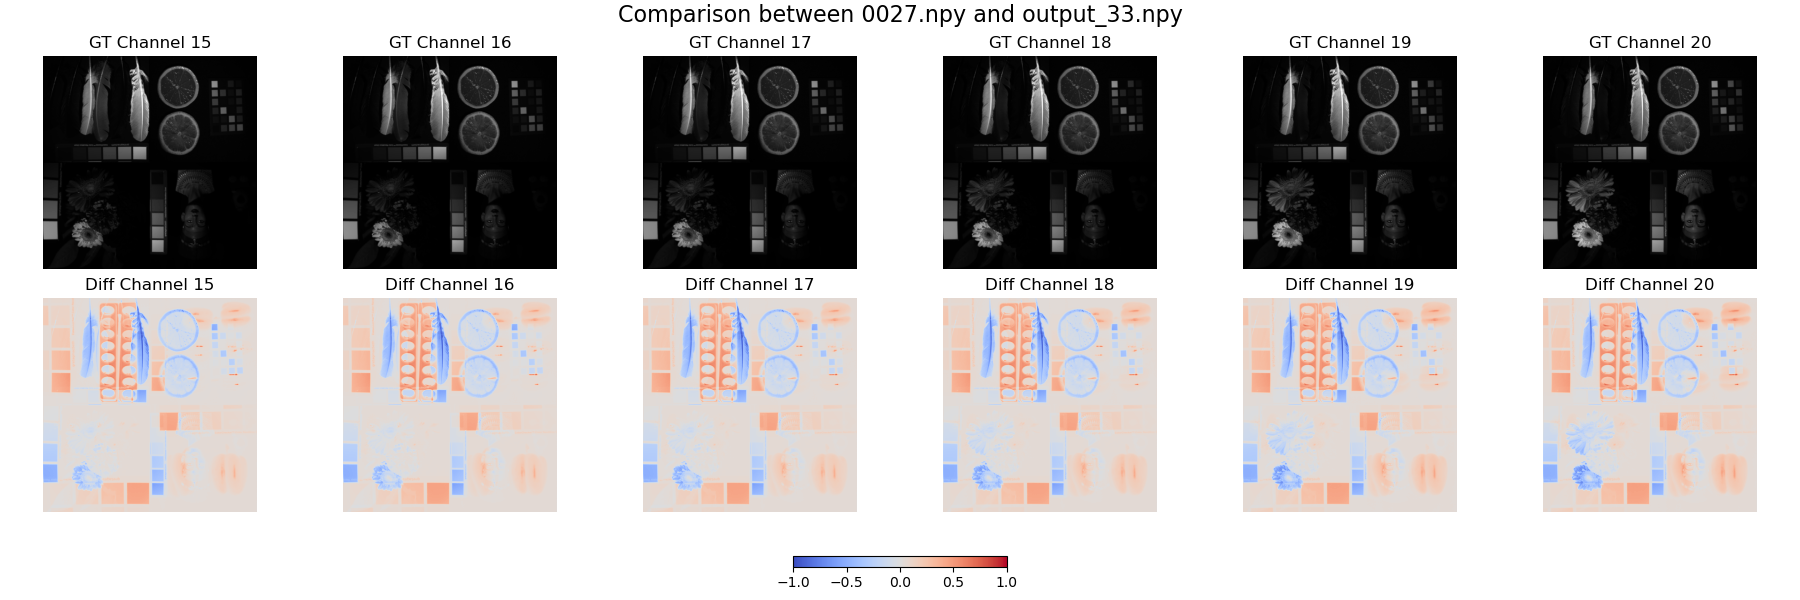 Comparison between 0027.npy and output_33.npy
GT Channel 15
GT Channel 16
GT Channel 17
GT Channel 18
GT Channel 19
GT Channel 20
Diff Channel 15
Diff Channel 16
Diff Channel 17
Diff Channel 18
Diff Channel 19
Diff Channel 20
−1.0 −0.5 0.0 0.5 1.0